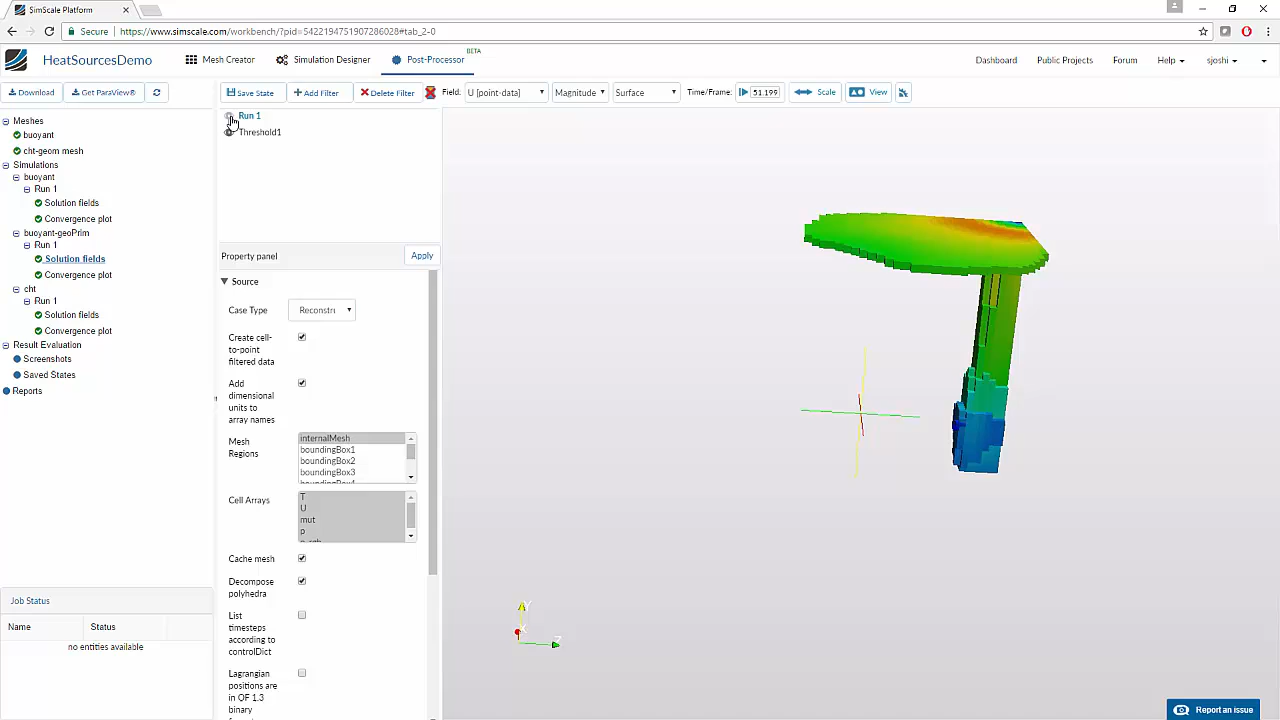 SimScale Platform
Secure
https://www.simscale.com/workbench/?pid=5422194751907286028#tab_2-0
HeatSourcesDemo
Mesh Creator
Simulation Designer
Post-Processor
BETA
Dashboard
Public Projects
Forum
Help
sjoshi
Download
Get ParaView®
Save State
Add Filter
Delete Filter
Field:
U [point-data]
Magnitude
Surface
Time/Frame:
51.199
Scale
View
Meshes
buoyant
cht-geom mesh
Simulations
buoyant
Run 1
Solution fields
Convergence plot
buoyant-geoPrim
Run 1
Solution fields
Convergence plot
cht
Run 1
Solution fields
Convergence plot
Result Evaluation
Screenshots
Saved States
Reports
Run 1
Threshold1
Property panel
Apply
Source
Case Type
Reconstr
Create cell-
to-point
filtered data
Add
dimensional
units to
array names
Mesh
Regions
internalMesh
boundingBox1
boundingBox2
boundingBox3
boundingBox4
Cell Arrays
T
U
mut
p
p_rgh
Cache mesh
Decompose
polyhedra
List
timesteps
according to
controlDict
Lagrangian
positions are
in OF 1.3
binary
Job Status
Name
Status
no entities available
Y
X
Z
Report an issue